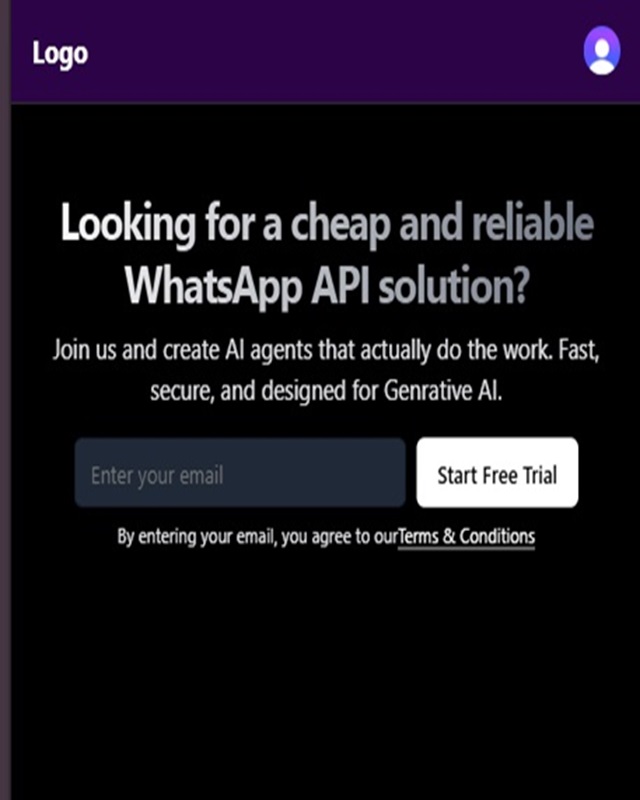 Logo
Looking for a cheap and reliable
WhatsApp API solution?
Join us and create AI agents that actually do the work. Fast,
secure, and designed for Genrative AI.
Enter your email
Start Free Trial
By entering your email, you agree to ourTerms & Conditions